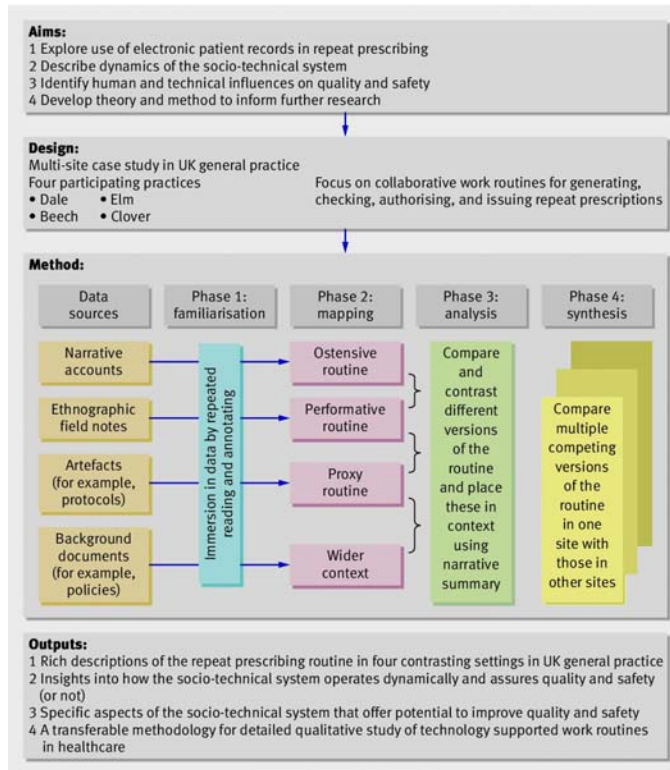 Aims:
1 Explore use of electronic patient records in repeat prescribing
2 Describe dynamics of the socio-technical system
3 Identify human and technical influences on quality and safety
4 Develop theory and method to inform further research
Design:
Multi-site case study in UK general practice
Four participating practices
• Dale • Elm
• Beech • Clover
Focus on collaborative work routines for generating,
checking, authorising, and issuing repeat prescriptions
Method:
Data
sources
Phase 1:
familiarisation
Phase 2:
mapping
Phase 3:
analysis
Phase 4:
synthesis
Narrative
accounts
Ethnographic
field notes
Artefacts
(for example,
protocols)
Background
documents
(for example,
policies)
Immersion in data by repeated
reading and annotating
Ostensive
routine
Performative
routine
Proxy
routine
Wider
context
Compare
and
contrast
different
versions
of the
routine
and place
these in
context
using
narrative
summary
Compare
multiple
competing
versions
of the
routine
in one
site with
those in
other sites
Outputs:
1 Rich descriptions of the repeat prescribing routine in four contrasting settings in UK general practice
2 Insights into how the socio-technical system operates dynamically and assures quality and safety
(or not)
3 Specific aspects of the socio-technical system that offer potential to improve quality and safety
4 A transferable methodology for detailed qualitative study of technology supported work routines
in healthcare